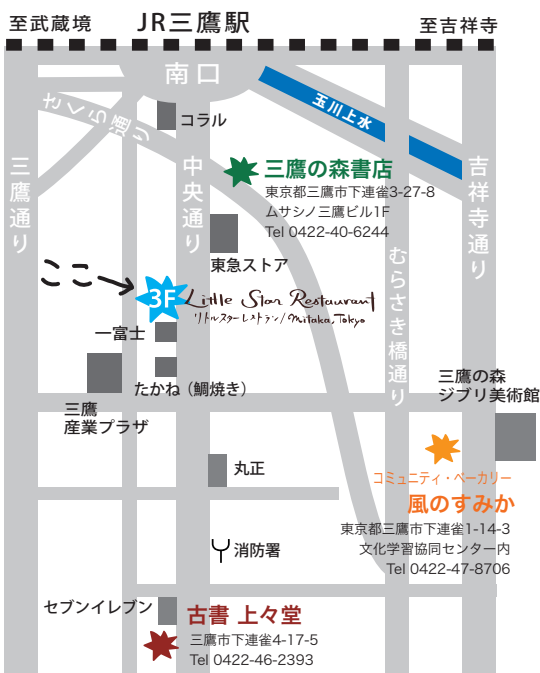 至武蔵境
JR三鷹駅
至吉祥寺
南口
さくら通り
玉川上水
コラル
三鷹通り
中央通り
三鷹の森書店
東京都三鷹市下連雀3-27-8
ムサシノ三鷹ビル1F
Tel 0422-40-6244
吉祥寺通り
むらさき橋通り
東急ストア
ここ
3F
Little Star Restaurant
リトルスターレストラン/Mitaka,Tokyo
一富士
たかね（鯛焼き）
三鷹
産業プラザ
三鷹の森
ジブリ美術館
コミュニティ・ベーカリー
風のすみか
東京都三鷹市下連雀1-14-3
文化学習協同センター内
Tel 0422-47-8706
丸正
消防署
セブンイレブン
古書 上々堂
三鷹市下連雀4-17-5
Tel 0422-46-2393